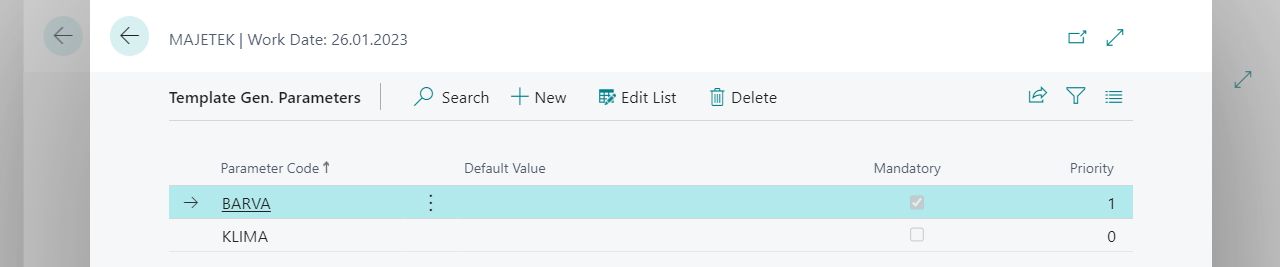 MAJETEK | Work Date: 26.01.2023
Template Gen. Parameters Search New Edit List Delete
Parameter Code ↑ Default Value Mandatory Priority
BARVA 1
KLIMA 0